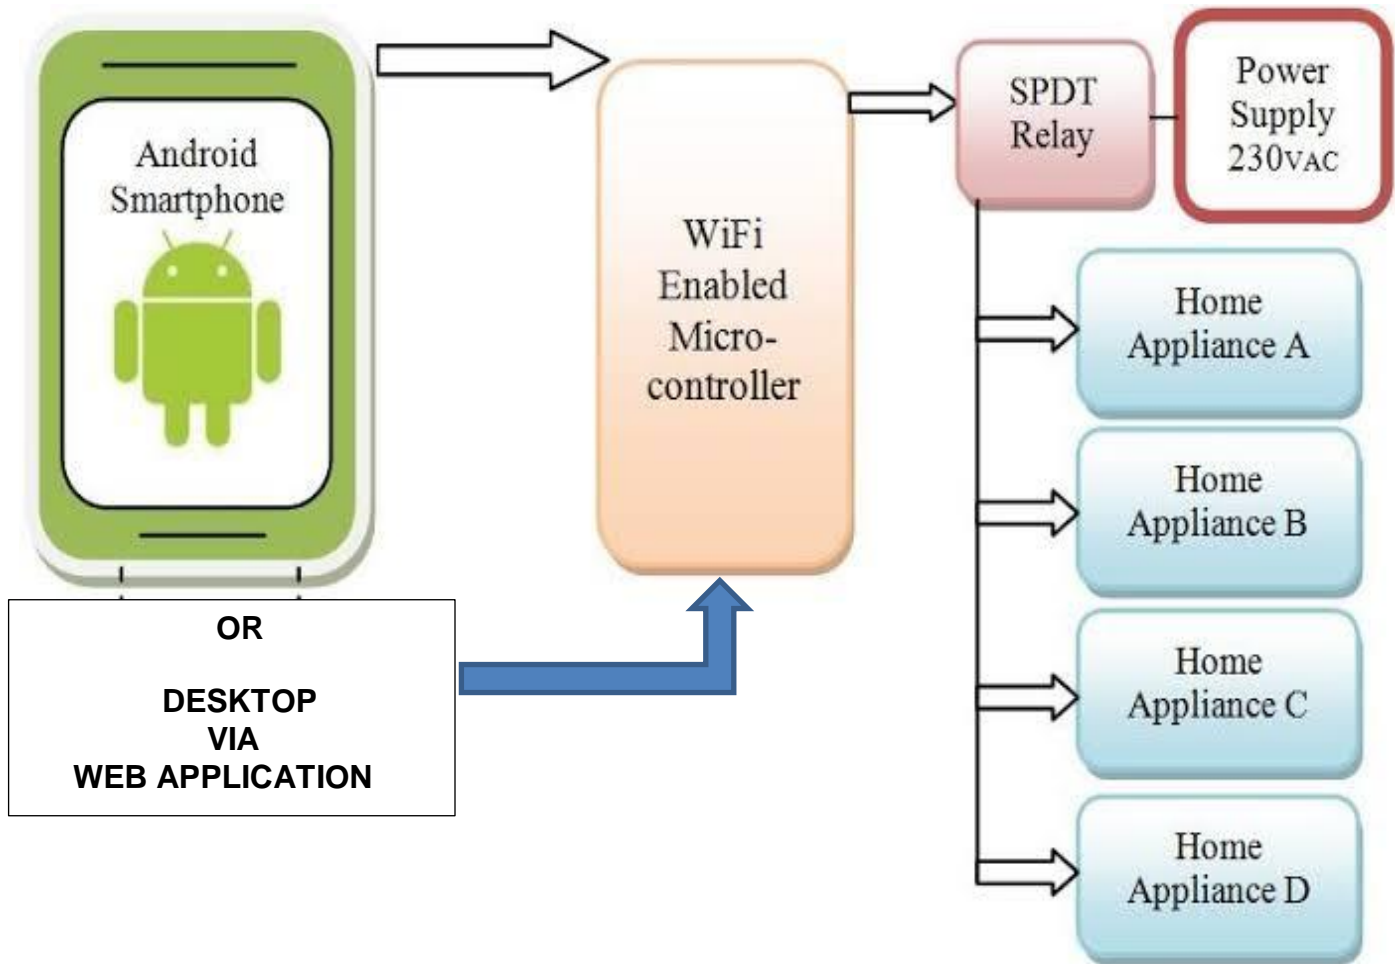 Android
Smartphone
OR
DESKTOP
VIA
WEB APPLICATION
WiFi
Enabled
Micro-
controller
SPDT
Relay
Power
Supply
230VAC
Home
Appliance A
Home
Appliance B
Home
Appliance C
Home
Appliance D